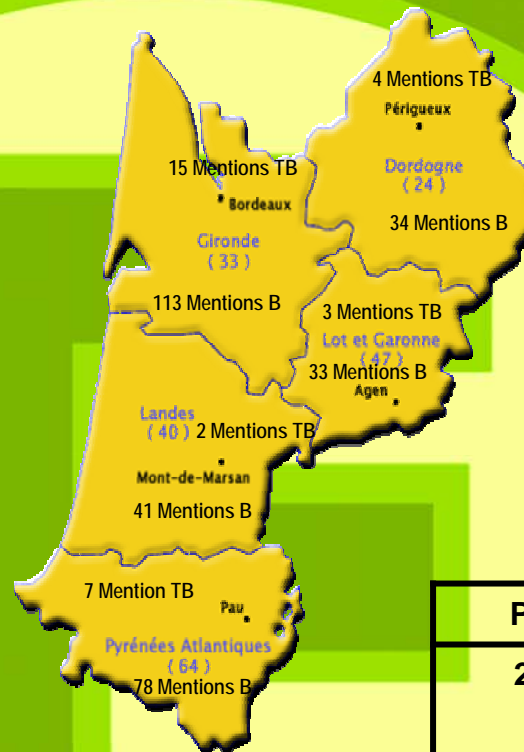 4 Mentions TB
Périgueux
Dordogne
( 24 )
34 Mentions B
15 Mentions TB
Bordeaux
Gironde
( 33 )
113 Mentions B
3 Mentions TB
Lot et Garonne
( 47 )
33 Mentions B
Agen
Landes
( 40 ) 2 Mentions TB
Mont-de-Marsan
41 Mentions B
7 Mention TB
Pau
Pyrénées Atlantiques
( 64 )
78 Mentions B
P
2